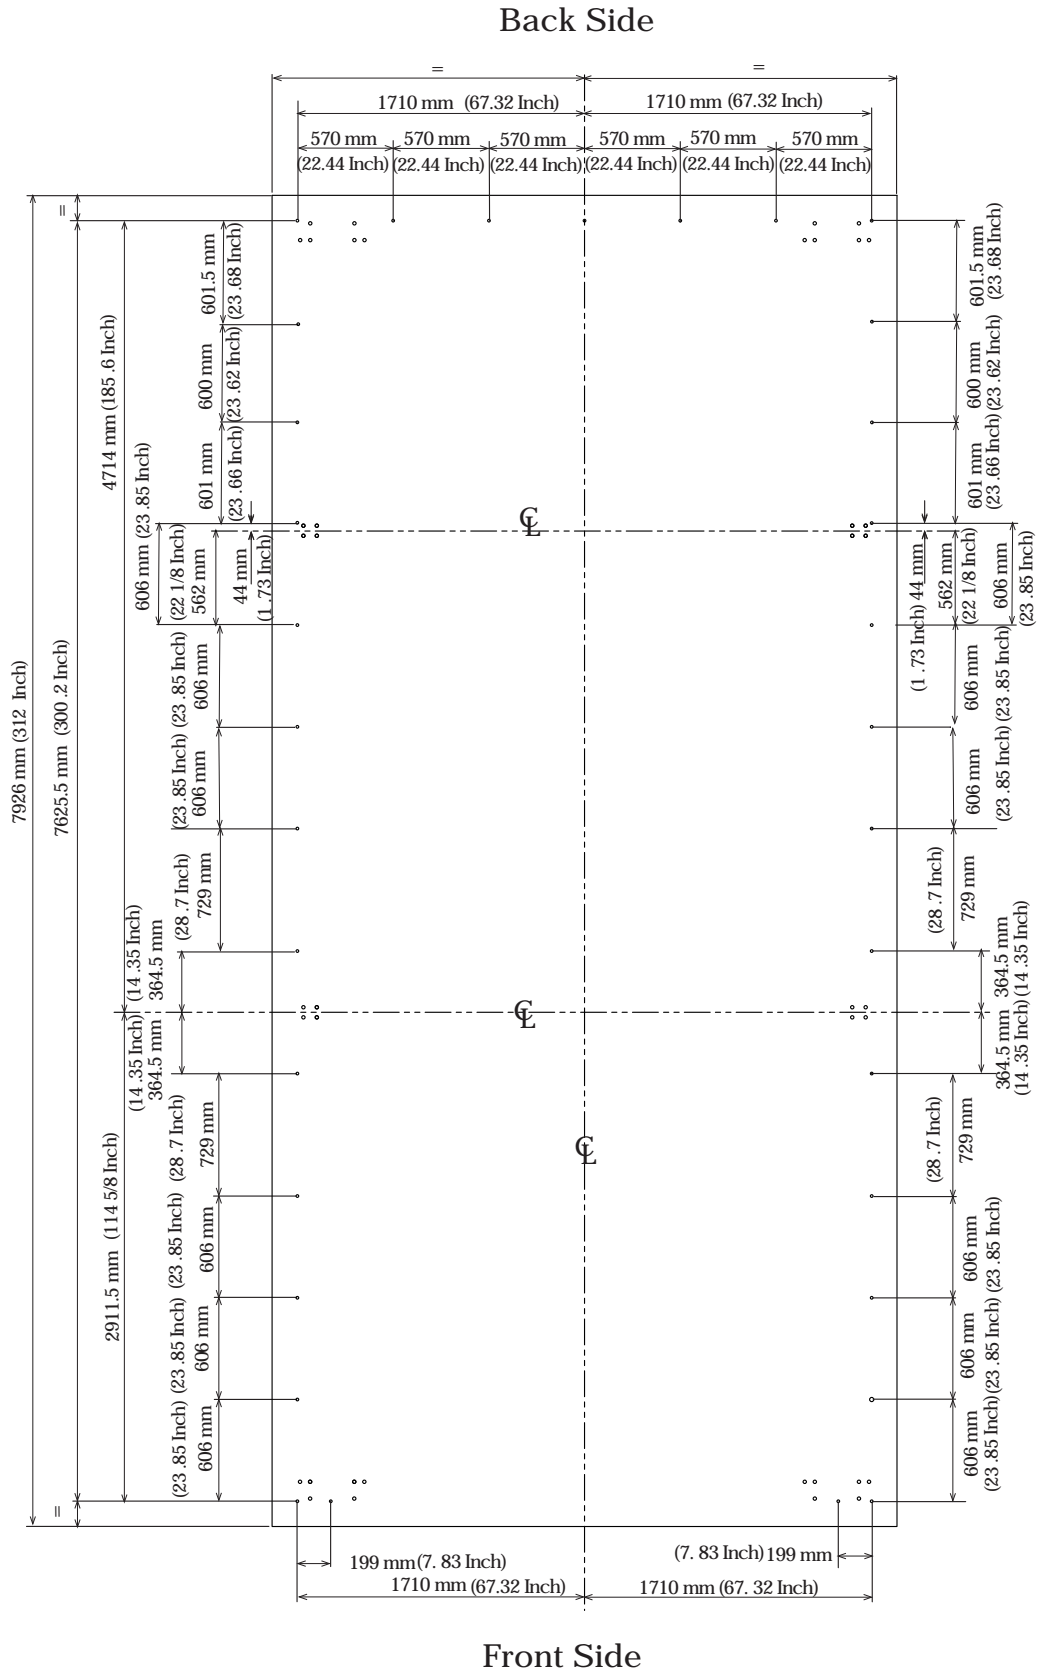 Back Side
=
=
1710 mm (67.32 Inch)
1710 mm (67.32 Inch)
570 mm
570 mm
570 mm
570 mm
570 mm
570 mm
(22.44 Inch)
(22.44 Inch)
(22.44 Inch)
(22.44 Inch)
(22.44 Inch)
(22.44 Inch)
=
7926 mm (312 Inch)
7625.5 mm (300 .2 Inch)
4714 mm (185 .6 Inch)
2911.5 mm (114 5/8 Inch)
=
601.5 mm
(23 .68 Inch)
600 mm
(23 .62 Inch)
601 mm
(23 .66 Inch)
606 mm (23 .85 Inch)
(22 1/8 Inch)
562 mm
44 mm
(1 .73 Inch)
(23 .85 Inch)
606 mm
(23 .85 Inch)
606 mm
(28 .7 Inch)
729 mm
(14 .35 Inch)
364.5 mm
(14 .35 Inch)
364.5 mm
(28 .7 Inch)
729 mm
(23 .85 Inch)
606 mm
(23 .85 Inch)
606 mm
(23 .85 Inch)
606 mm
CL
CL
CL
601.5 mm
(23 .68 Inch)
600 mm
(23 .62 Inch)
601 mm
(23 .66 Inch)
(1 .73 Inch) 44 mm
562 mm
(22 1/8 Inch)
606 mm
(23 .85 Inch)
606 mm
(23 .85 Inch)
606 mm
(23 .85 Inch)
(28 .7 Inch)
729 mm
364.5 mm
(14 .35 Inch)
364.5 mm
(14 .35 Inch)
(28 .7 Inch)
729 mm
606 mm
(23 .85 Inch)
606 mm
(23 .85 Inch)
606 mm
(23 .85 Inch)
199 mm (7. 83 Inch)
(7. 83 Inch) 199 mm
1710 mm (67.32 Inch)
1710 mm (67. 32 Inch)
Front Side